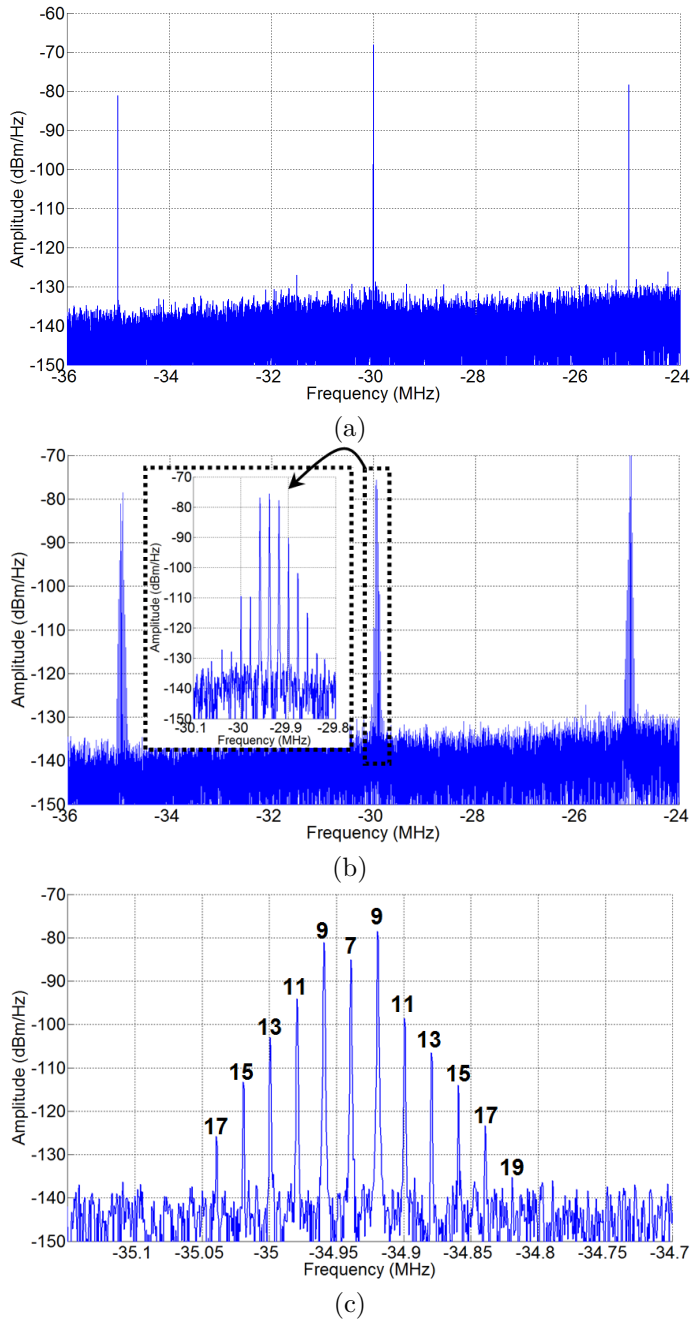 Amplitude (dBm/Hz)
-60
-70
-80
-90
-100
-110
-120
-130
-140
-150
-36 -34 -32 -30 -28 -26 -24
Frequency (MHz)
(a)
Amplitude (dBm/Hz)
-70
-80
-90
-100
-110
-120
-130
-140
-150
-36 -34 -32 -30 -28 -26 -24
Frequency (MHz)
Amplitude (dBm/Hz)
-70
-80
-90
-100
-110
-120
-130
-140
-150
-30.1 -30 -29.9 -29.8
Frequency (MHz)
(b)
Amplitude (dBm/Hz)
-70
-80
-90
-100
-110
-120
-130
-140
-150
17 15 13 11 9 7 9 11 13 15 17 19
-35.1 -35.05 -35 -34.95 -34.9 -34.85 -34.8 -34.75 -34.7
Frequency (MHz)
(c)